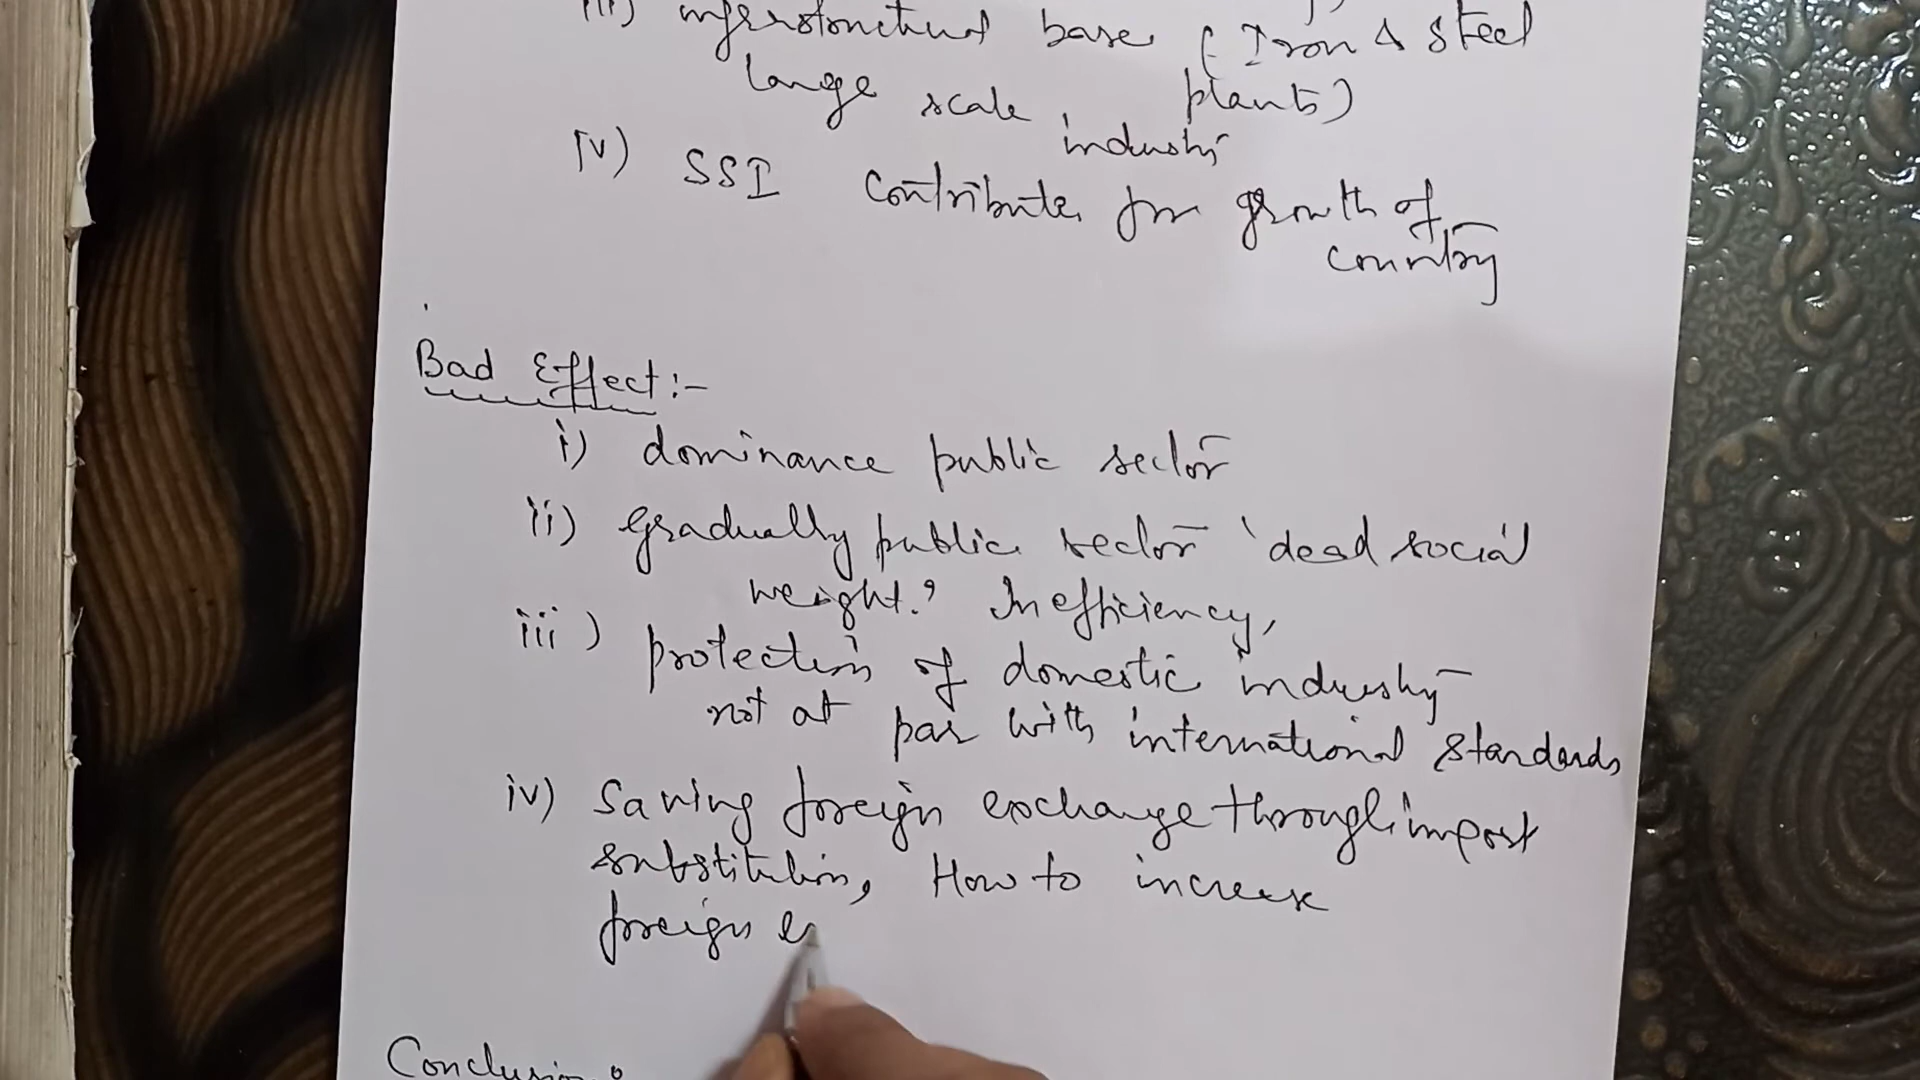 iii) infrastructural base (Iron & steel
large scale plants)
industry
iv) SSI contribute for growth of
country
Bad Effect :-
i) dominance public sector
ii) gradually public sector 'dead social
weight.' Inefficiency,
iii) protection of domestic industry
not at par with international standards
iv) Saving foreign exchange through import
substitution, How to increase
foreign e
Conclusion: